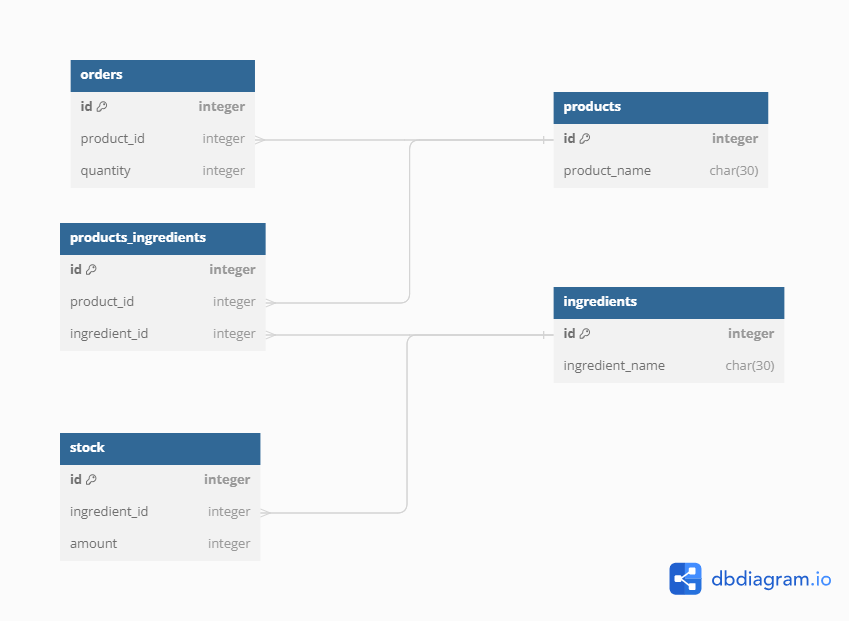 orders
id integer
product_id integer
quantity integer
products
id integer
product_name char(30)
products_ingredients
id integer
product_id integer
ingredient_id integer
ingredients
id integer
ingredient_name char(30)
stock
id integer
ingredient_id integer
amount integer
dbdiagram.io